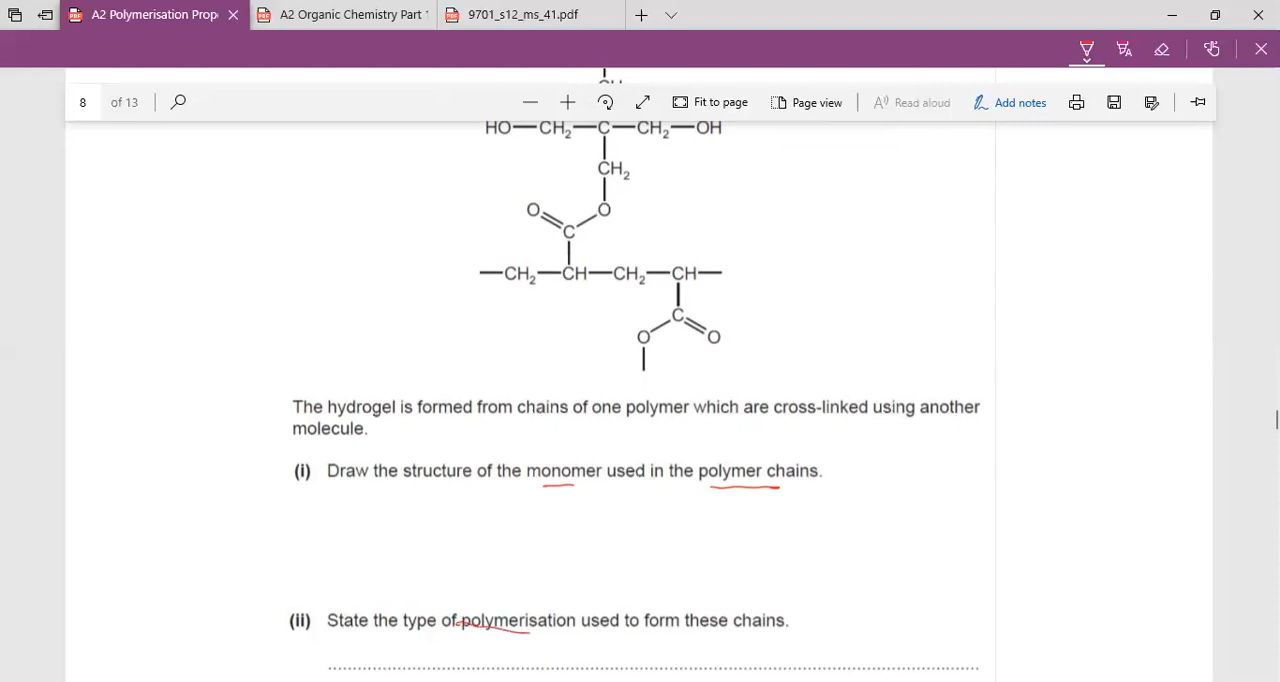 A2 Polymerisation Prop
A2 Organic Chemistry Part 1
9701_s12_ms_41.pdf
8 of 13
Fit to page
Page view
Read aloud
Add notes
HO—CH2—C—CH2—OH
CH2
O O
C
—CH2—CH—CH2—CH—
C
O O
The hydrogel is formed from chains of one polymer which are cross-linked using another
molecule.
(i) Draw the structure of the monomer used in the polymer chains.
(ii) State the type of polymerisation used to form these chains.